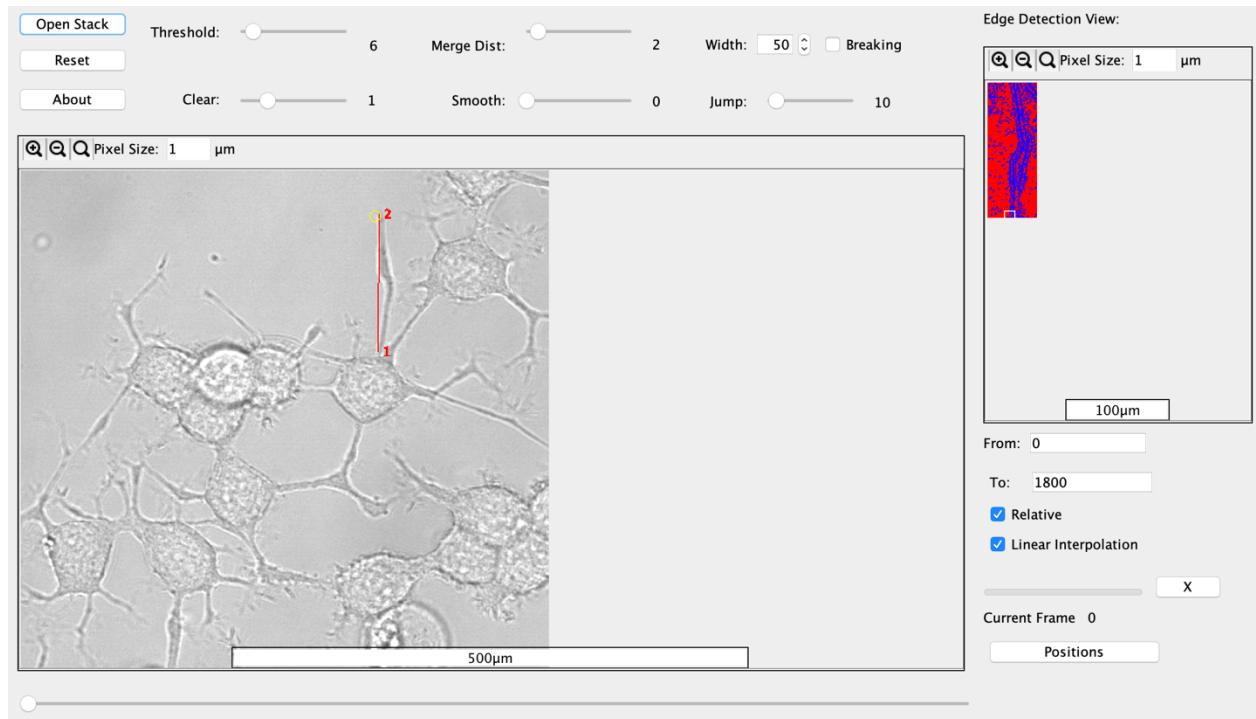 Open Stack
Threshold: 6
Merge Dist: 2
Width: 50
Breaking
Reset
About
Clear: 1
Smooth: 0
Jump: 10
Pixel Size: 1 µm
2
1
500µm
Edge Detection View:
Pixel Size: 1 µm
100µm
From: 0
To: 1800
Relative
Linear Interpolation
X
Current Frame 0
Positions